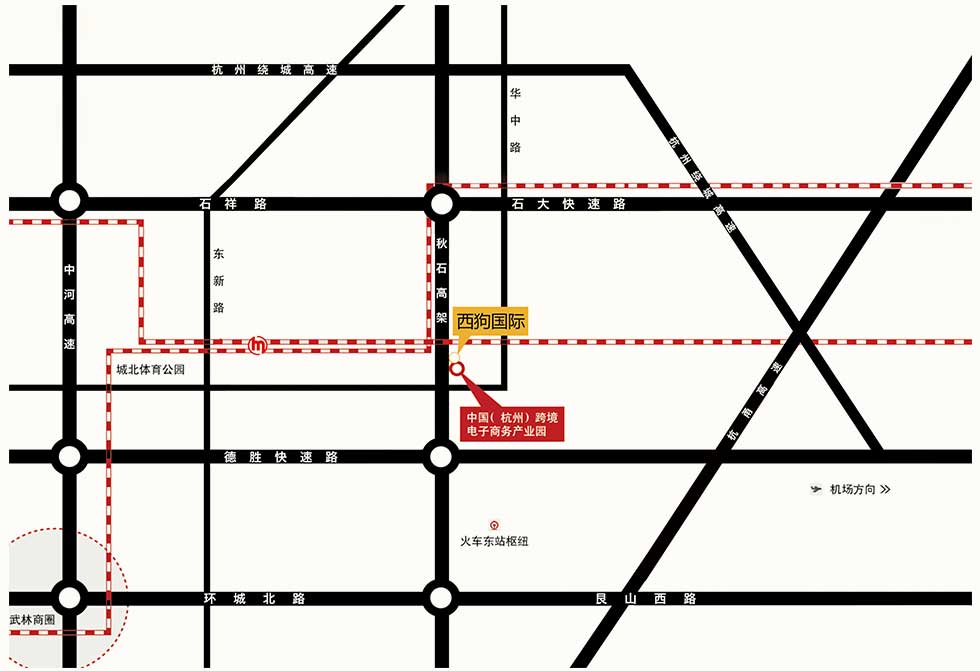 杭州绕城高速
华中路
杭州绕城高速
石祥路
石大快速路
中河高速
东新路
秋石高架
西狗国际
城北体育公园
中国(杭州)跨境
电子商务产业园
杭甬高速
德胜快速路
机场方向 »
火车东站枢纽
环城北路
艮山西路
武林商圈